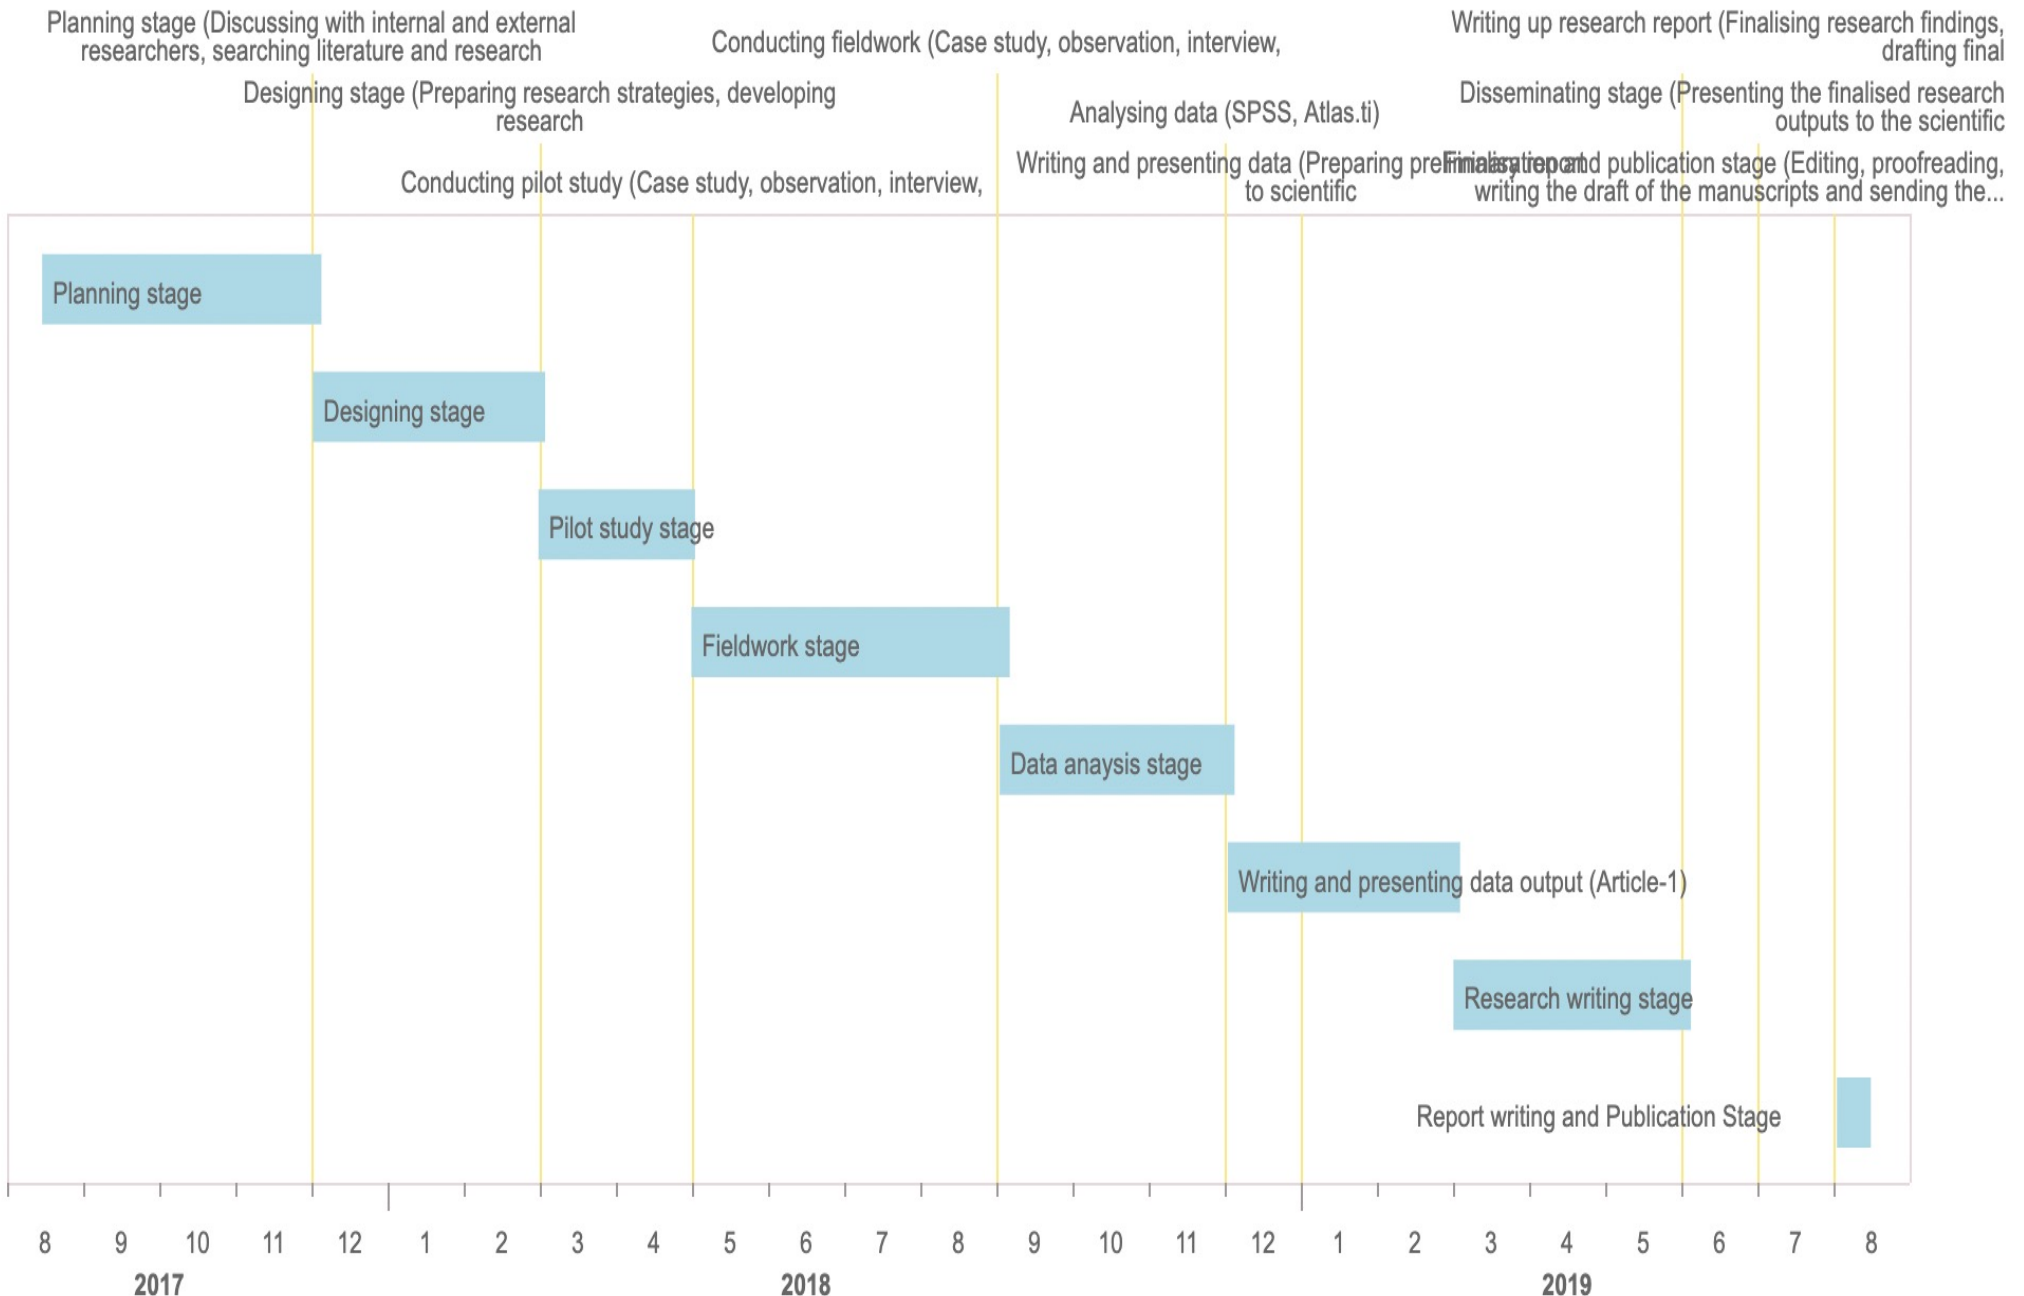 Planning stage (Discussing with internal and external
researchers, searching literature and research
Conducting fieldwork (Case study, observation, interview,
Writing up research report (Finalising research findings,
drafting final
Designing stage (Preparing research strategies, developing
research
Analysing data (SPSS, Atlas.ti)
Disseminating stage (Presenting the finalised research
outputs to the scientific
Conducting pilot study (Case study, observation, interview,
Writing and presenting data (Preparing preliminary report
to scientific
Finalisation and publication stage (Editing, proofreading,
writing the draft of the manuscripts and sending the...
Planning stage
Designing stage
Pilot study stage
Fieldwork stage
Data anaysis stage
Writing and presenting data output (Article-1)
Research writing stage
Report writing and Publication Stage
8 9 10 11 12 1 2 3 4 5 6 7 8 9 10 11 12 1 2 3 4 5 6 7 8
2017 2018 2019